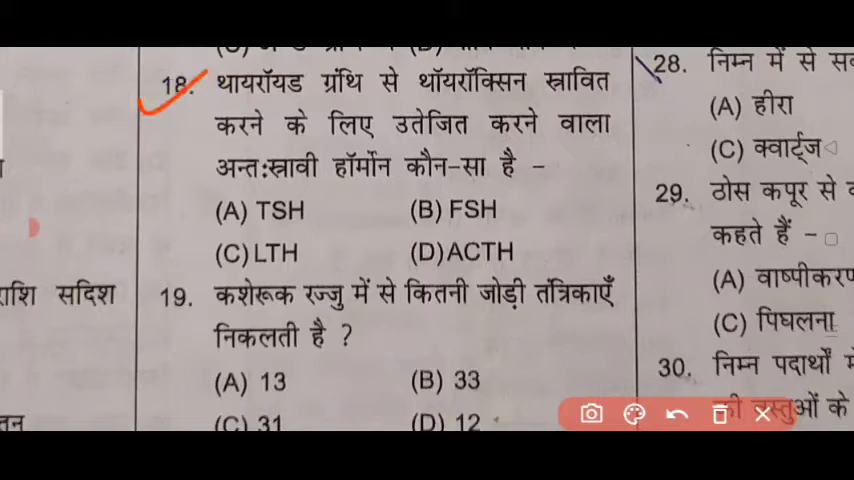 18. थायरॉयड ग्रंथि से थॉयरॉक्सिन स्रावित
करने के लिए उतेजित करने वाला
अन्त:स्रावी हॉर्मोन कौन-सा है -
(A) TSH (B) FSH
(C) LTH (D) ACTH
19. कशेरूक रज्जु में से कितनी जोड़ी तंत्रिकाएँ
निकलती है ?
(A) 13 (B) 33
(C) 31 (D) 12
राशि सदिश
28. निम्न में से
(A) हीरा
(C) क्वार्ट्ज
29. ठोस कपूर से
कहते हैं -
(A) वाष्पीकरण
(C) पिघलना
30. निम्न पदार्थों
की वस्तुओं के